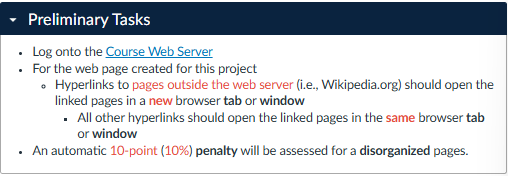 Preliminary Tasks
Log onto the Course Web Server
For the web page created for this project
Hyperlinks to pages outside the web server (i.e., Wikipedia.org) should open the
linked pages in a new browser tab or window
All other hyperlinks should open the linked pages in the same browser tab
or window
An automatic 10-point (10%) penalty will be assessed for a disorganized pages.